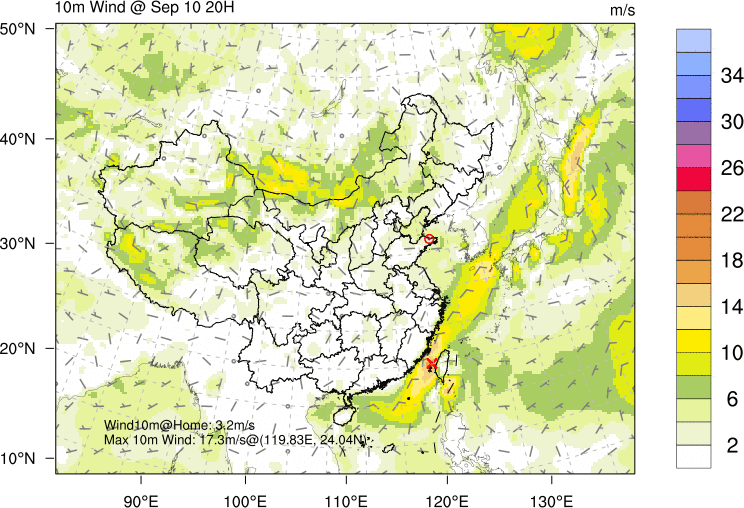 10m Wind @ Sep 10 20H
m/s
50°N
40°N
30°N
20°N
10°N
90°E
100°E
110°E
120°E
130°E
34
30
26
22
18
14
10
6
2
Wind10m@Home: 3.2m/s
Max 10m Wind: 17.3m/s@(119.83E, 24.04N)